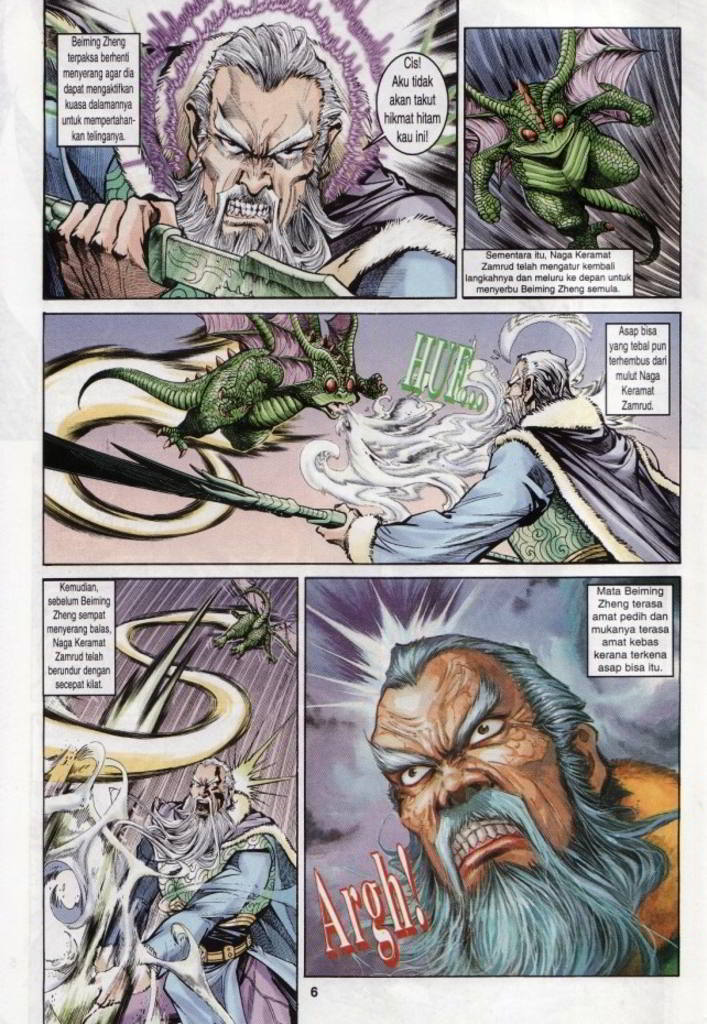 Beiming Zheng
terpaksa berhenti
menyerang agar dia
dapat mengaktifkan
kuasa dalamannya
untuk mempertahan-
kan telinganya.
Cis!
Aku tidak
akan takut
hikmat hitam
kau ini!
Sementara itu, Naga Keramat
Zamrud telah mengatur kembali
langkahnya dan meluru ke depan untuk
menyerbu Beiming Zheng semula.
HUE...
Asap bisa
yang tebal pun
terhembus dari
mulut Naga
Keramat
Zamrud.
Kemudian,
sebelum Beiming
Zheng sempat
menyerang balas,
Naga Keramat
Zamrud telah
berundur dengan
secepat kilat.
Mata Beiming
Zheng terasa
amat pedih dan
mukanya terasa
amat kebas
kerana terkena
asap bisa itu.
Argh!
6